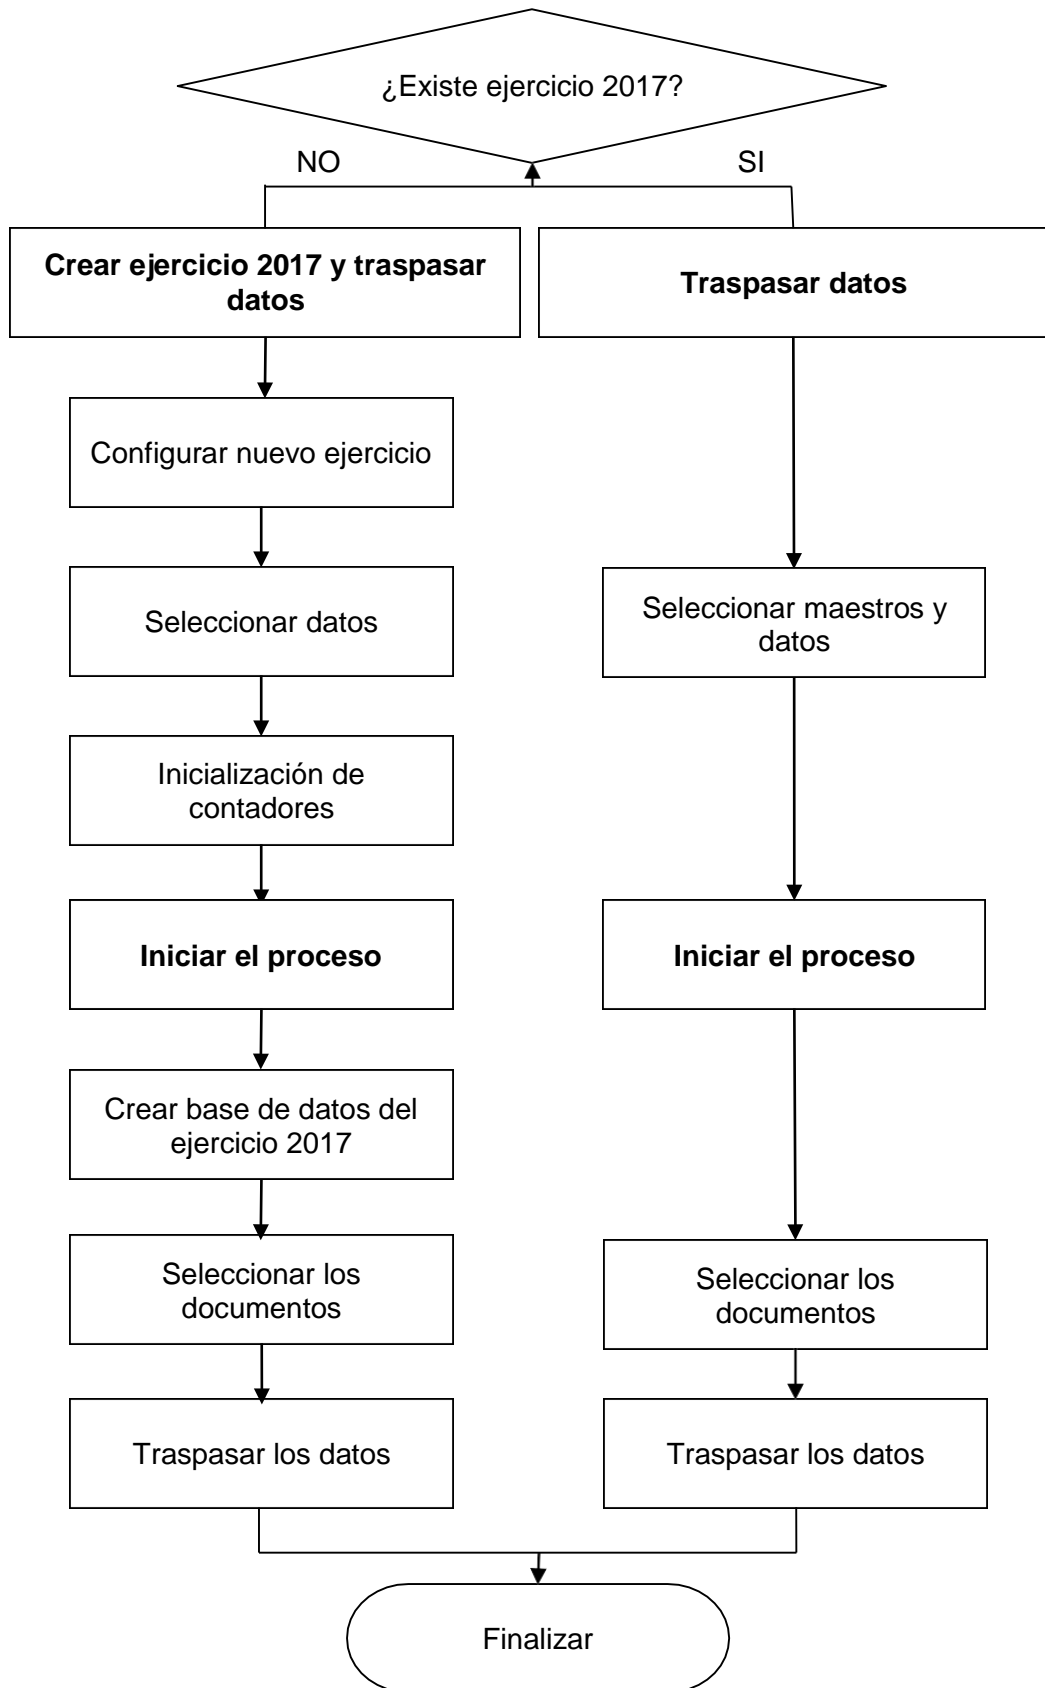 ¿Existe ejercicio 2017?
NO
SI
Crear ejercicio 2017 y traspasar
datos
Traspasar datos
Configurar nuevo ejercicio
Seleccionar datos
Seleccionar maestros y
datos
Inicialización de
contadores
Iniciar el proceso
Iniciar el proceso
Crear base de datos del
ejercicio 2017
Seleccionar los
documentos
Seleccionar los
documentos
Traspasar los datos
Traspasar los datos
Finalizar